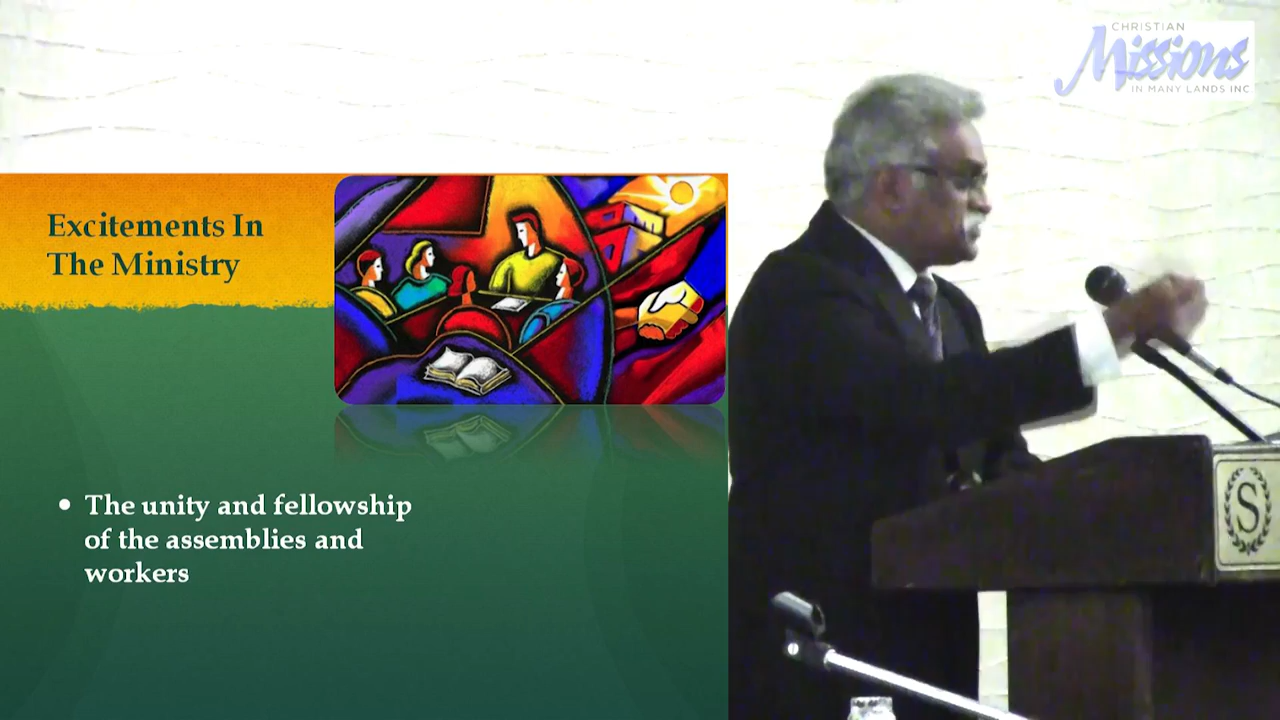 CHRISTIAN
Missions
IN MANY LANDS INC
Excitements In
The Ministry
• The unity and fellowship
of the assemblies and
workers
S